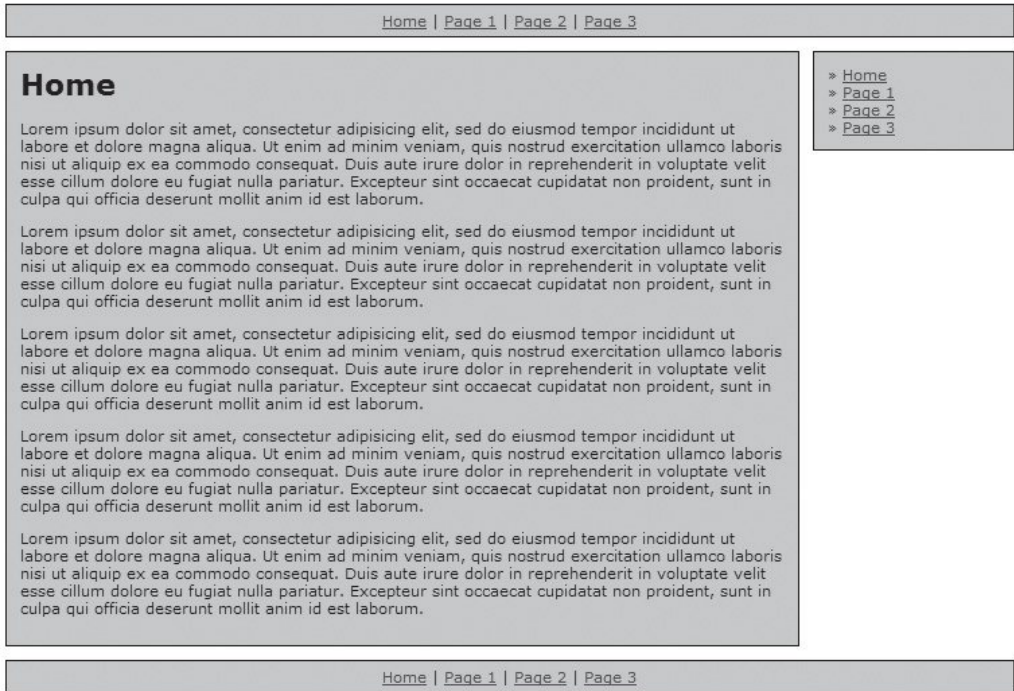 Home | Page 1 | Page 2 | Page 3
Home
Lorem ipsum dolor sit amet, consectetur adipisicing elit, sed do eiusmod tempor incididunt ut
labore et dolore magna aliqua. Ut enim ad minim veniam, quis nostrud exercitation ullamco laboris
nisi ut aliquip ex ea commodo consequat. Duis aute irure dolor in reprehenderit in voluptate velit
esse cillum dolore eu fugiat nulla pariatur. Excepteur sint occaecat cupidatat non proident, sunt in
culpa qui officia deserunt mollit anim id est laborum.
Lorem ipsum dolor sit amet, consectetur adipisicing elit, sed do eiusmod tempor incididunt ut
labore et dolore magna aliqua. Ut enim ad minim veniam, quis nostrud exercitation ullamco laboris
nisi ut aliquip ex ea commodo consequat. Duis aute irure dolor in reprehenderit in voluptate velit
esse cillum dolore eu fugiat nulla pariatur. Excepteur sint occaecat cupidatat non proident, sunt in
culpa qui officia deserunt mollit anim id est laborum.
Lorem ipsum dolor sit amet, consectetur adipisicing elit, sed do eiusmod tempor incididunt ut
labore et dolore magna aliqua. Ut enim ad minim veniam, quis nostrud exercitation ullamco laboris
nisi ut aliquip ex ea commodo consequat. Duis aute irure dolor in reprehenderit in voluptate velit
esse cillum dolore eu fugiat nulla pariatur. Excepteur sint occaecat cupidatat non proident, sunt in
culpa qui officia deserunt mollit anim id est laborum.
Lorem ipsum dolor sit amet, consectetur adipisicing elit, sed do eiusmod tempor incididunt ut
labore et dolore magna aliqua. Ut enim ad minim veniam, quis nostrud exercitation ullamco laboris
nisi ut aliquip ex ea commodo consequat. Duis aute irure dolor in reprehenderit in voluptate velit
esse cillum dolore eu fugiat nulla pariatur. Excepteur sint occaecat cupidatat non proident, sunt in
culpa qui officia deserunt mollit anim id est laborum.
Lorem ipsum dolor sit amet, consectetur adipisicing elit, sed do eiusmod tempor incididunt ut
labore et dolore magna aliqua. Ut enim ad minim veniam, quis nostrud exercitation ullamco laboris
nisi ut aliquip ex ea commodo consequat. Duis aute irure dolor in reprehenderit in voluptate velit
esse cillum dolore eu fugiat nulla pariatur. Excepteur sint occaecat cupidatat non proident, sunt in
culpa qui officia deserunt mollit anim id est laborum.
» Home
» Page 1
» Page 2
» Page 3
Home | Page 1 | Page 2 | Page 3